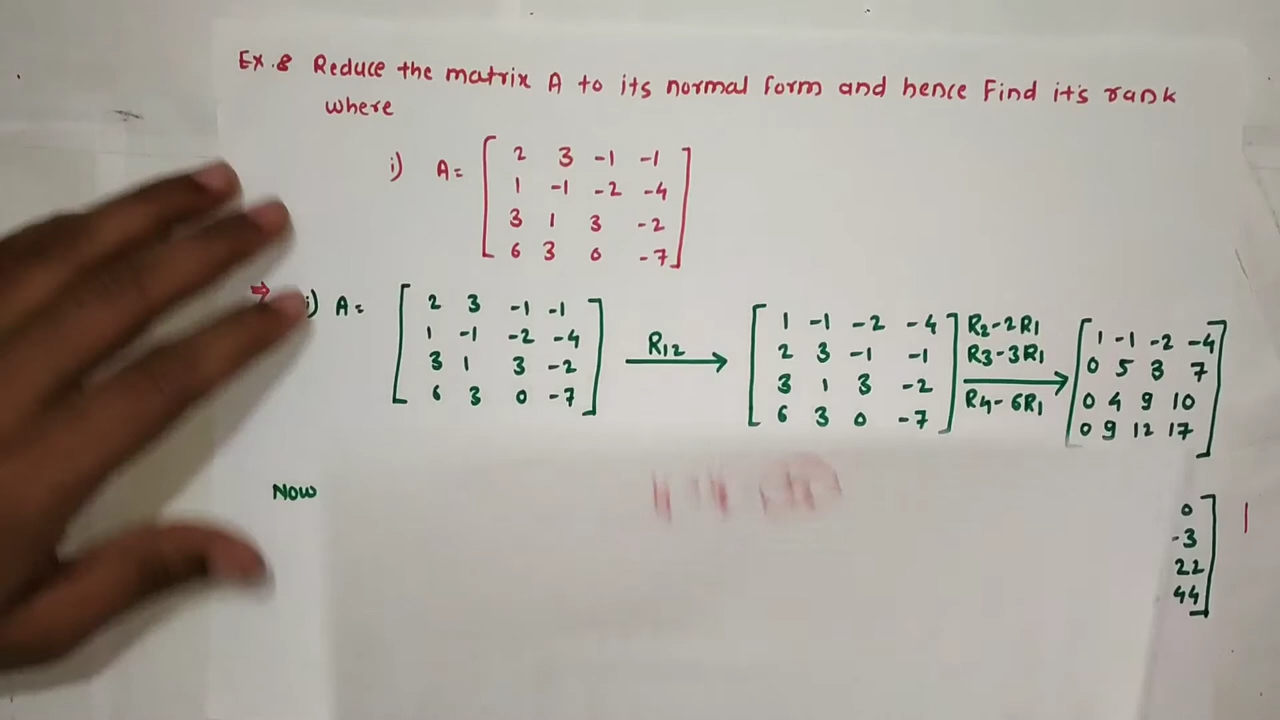 Ex.8 Reduce the matrix A to its normal form and hence Find it's rank
where
i) A=
2 3 -1 -1
1 -1 -2 -4
3 1 3 -2
6 3 0 -7
⇒ i) A=
2 3 -1 -1
1 -1 -2 -4
3 1 3 -2
6 3 0 -7
R12
1 -1 -2 -4
2 3 -1 -1
3 1 3 -2
6 3 0 -7
R2-2R1
R3-3R1
R4-6R1
1 -1 -2 -4
0 5 3 7
0 4 9 10
0 9 12 17
Now
0
-3
22
44